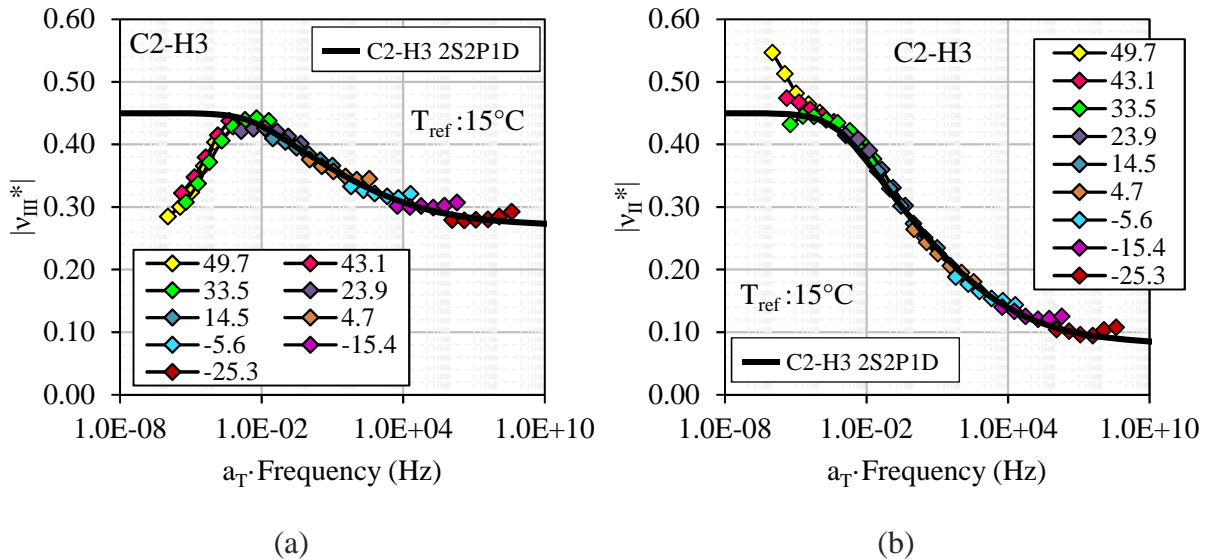 0.60
0.50
0.40
0.30
0.20
0.10
0.00
|ν_III*|
C2-H3
C2-H3 2S2P1D
T_ref :15°C
49.7
43.1
33.5
23.9
14.5
4.7
-5.6
-15.4
-25.3
1.0E-08
1.0E-02
1.0E+04
1.0E+10
a_T·Frequency (Hz)
(a)
0.60
0.50
0.40
0.30
0.20
0.10
0.00
|ν_II*|
C2-H3
49.7
43.1
33.5
23.9
14.5
4.7
-5.6
-15.4
-25.3
T_ref :15°C
C2-H3 2S2P1D
1.0E-08
1.0E-02
1.0E+04
1.0E+10
a_T·Frequency (Hz)
(b)